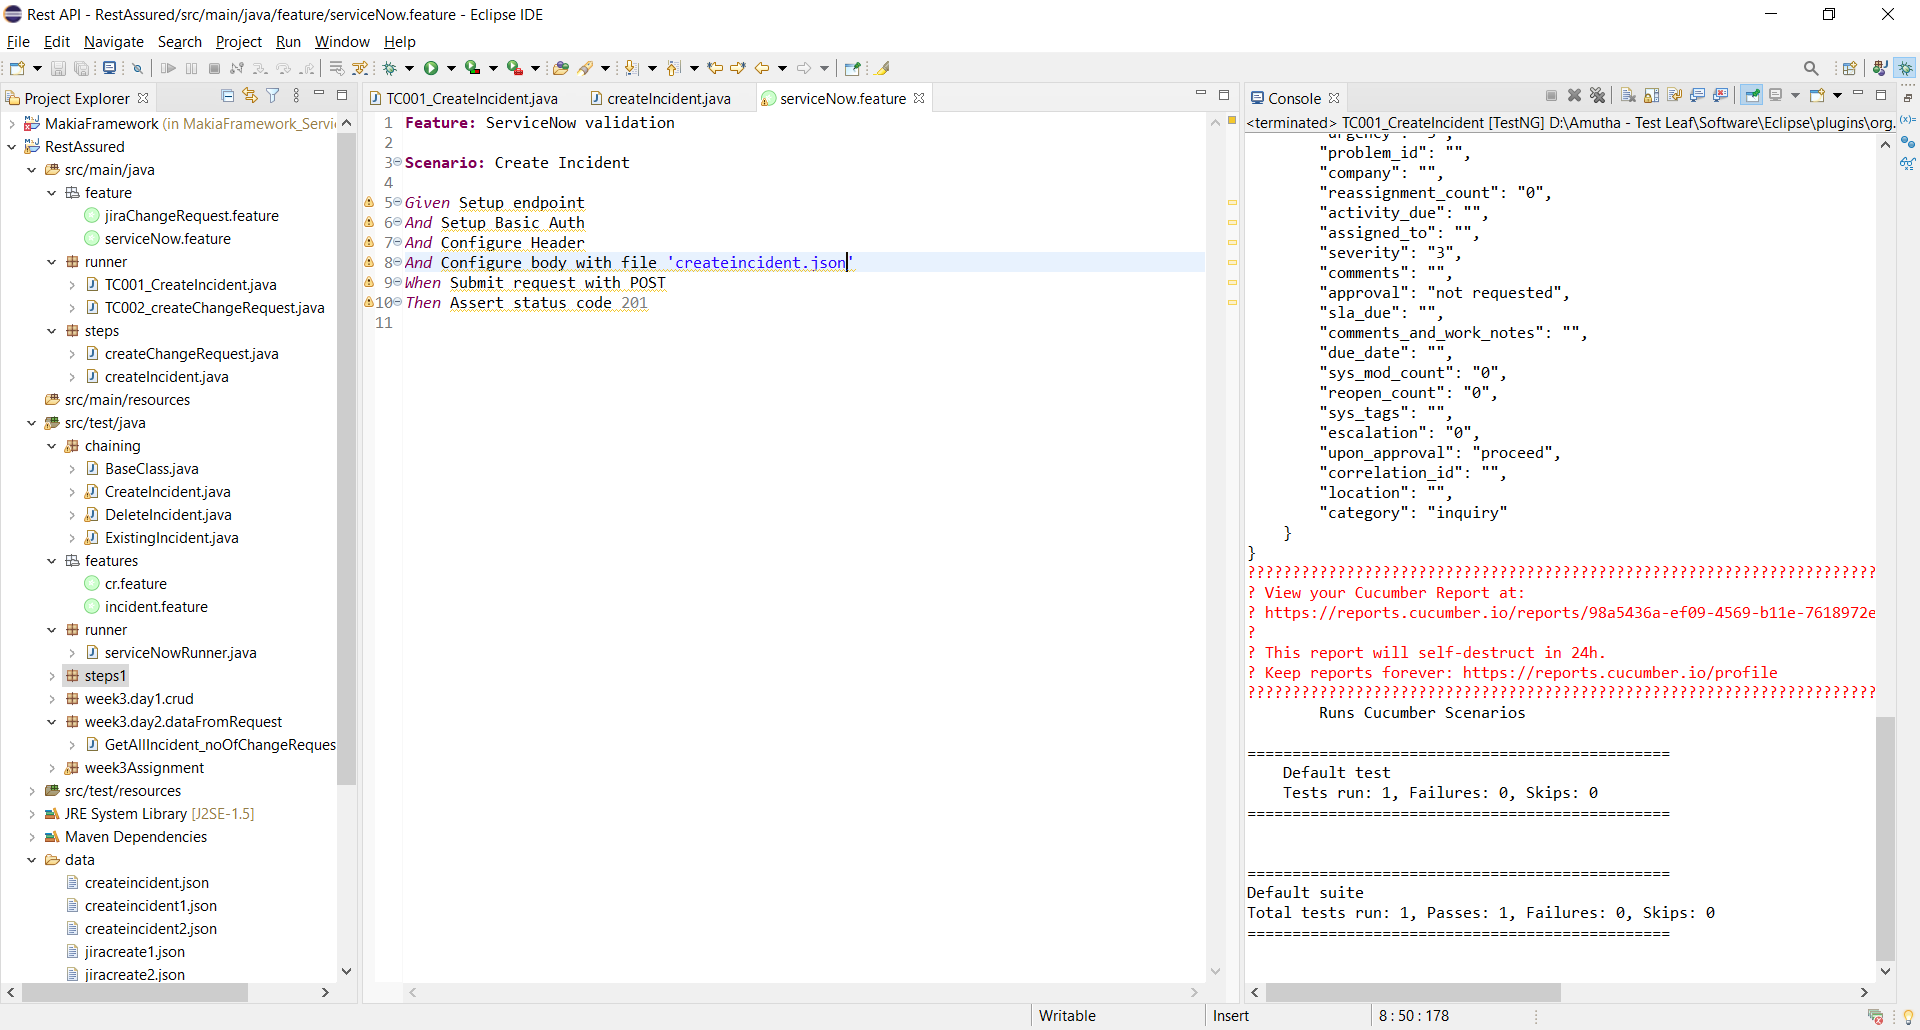 Rest API - RestAssured/src/main/java/feature/serviceNow.feature - Eclipse IDE
File Edit Navigate Search Project Run Window Help
Project Explorer
MakiaFramework (in MakiaFramework_Servi
RestAssured
src/main/java
feature
jiraChangeRequest.feature
serviceNow.feature
runner
TC001_CreateIncident.java
TC002_createChangeRequest.java
steps
createChangeRequest.java
createIncident.java
src/main/resources
src/test/java
chaining
BaseClass.java
CreateIncident.java
DeleteIncident.java
ExistingIncident.java
features
cr.feature
incident.feature
runner
serviceNowRunner.java
steps1
week3.day1.crud
week3.day2.dataFromRequest
GetAllIncident_noOfChangeReques
week3Assignment
src/test/resources
JRE System Library [J2SE-1.5]
Maven Dependencies
data
createincident.json
createincident1.json
createincident2.json
jiracreate1.json
jiracreate2.json
TC001_CreateIncident.java createIncident.java serviceNow.feature
1 Feature: ServiceNow validation
2
3 Scenario: Create Incident
4
5 Given Setup endpoint
6 And Setup Basic Auth
7 And Configure Header
8 And Configure body with file 'createincident.json'
9 When Submit request with POST
10 Then Assert status code 201
11
Console
<terminated> TC001_CreateIncident [TestNG] D:\Amutha - Test Leaf\Software\Eclipse\plugins\org.
"urgency": "3",
"problem_id": "",
"company": "",
"reassignment_count": "0",
"activity_due": "",
"assigned_to": "",
"severity": "3",
"comments": "",
"approval": "not requested",
"sla_due": "",
"comments_and_work_notes": "",
"due_date": "",
"sys_mod_count": "0",
"reopen_count": "0",
"sys_tags": "",
"escalation": "0",
"upon_approval": "proceed",
"correlation_id": "",
"location": "",
"category": "inquiry"
}
}
??????????????????????????????????????????????????????????????????????
? View your Cucumber Report at:
? https://reports.cucumber.io/reports/98a5436a-ef09-4569-b11e-7618972e
?
? This report will self-destruct in 24h.
? Keep reports forever: https://reports.cucumber.io/profile
??????????????????????????????????????????????????????????????????????
Runs Cucumber Scenarios
===============================================
Default test
Tests run: 1, Failures: 0, Skips: 0
===============================================
===============================================
Default suite
Total tests run: 1, Passes: 1, Failures: 0, Skips: 0
===============================================
Writable Insert 8 : 50 : 178